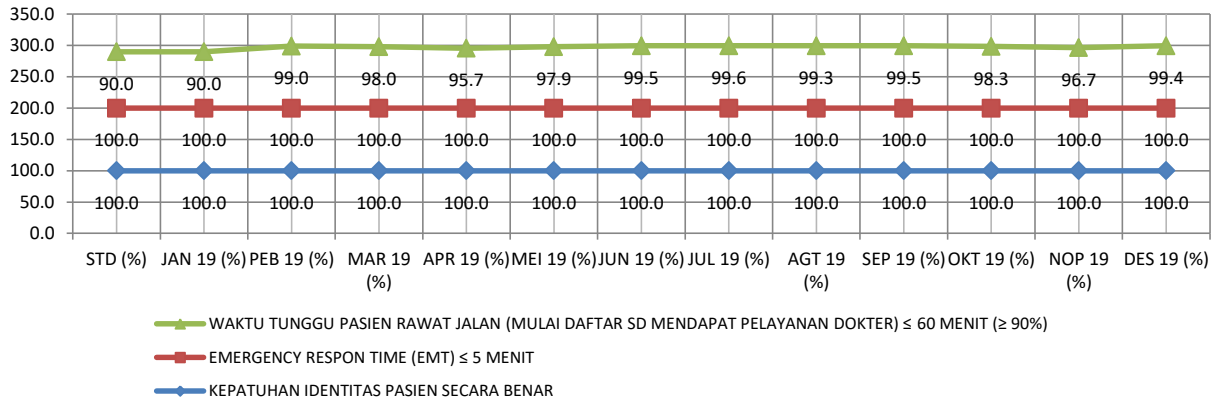 350.0
300.0
250.0
200.0
150.0
100.0
50.0
0.0
90.0 90.0 99.0 98.0 95.7 97.9 99.5 99.6 99.3 99.5 98.3 96.7 99.4
100.0 100.0 100.0 100.0 100.0 100.0 100.0 100.0 100.0 100.0 100.0 100.0 100.0
100.0 100.0 100.0 100.0 100.0 100.0 100.0 100.0 100.0 100.0 100.0 100.0 100.0
STD (%) JAN 19 (%) PEB 19 (%) MAR 19 (%) APR 19 (%) MEI 19 (%) JUN 19 (%) JUL 19 (%) AGT 19 (%) SEP 19 (%) OKT 19 (%) NOP 19 (%) DES 19 (%)
WAKTU TUNGGU PASIEN RAWAT JALAN (MULAI DAFTAR SD MENDAPAT PELAYANAN DOKTER) ≤ 60 MENIT (≥ 90%)
EMERGENCY RESPON TIME (EMT) ≤ 5 MENIT
KEPATUHAN IDENTITAS PASIEN SECARA BENAR